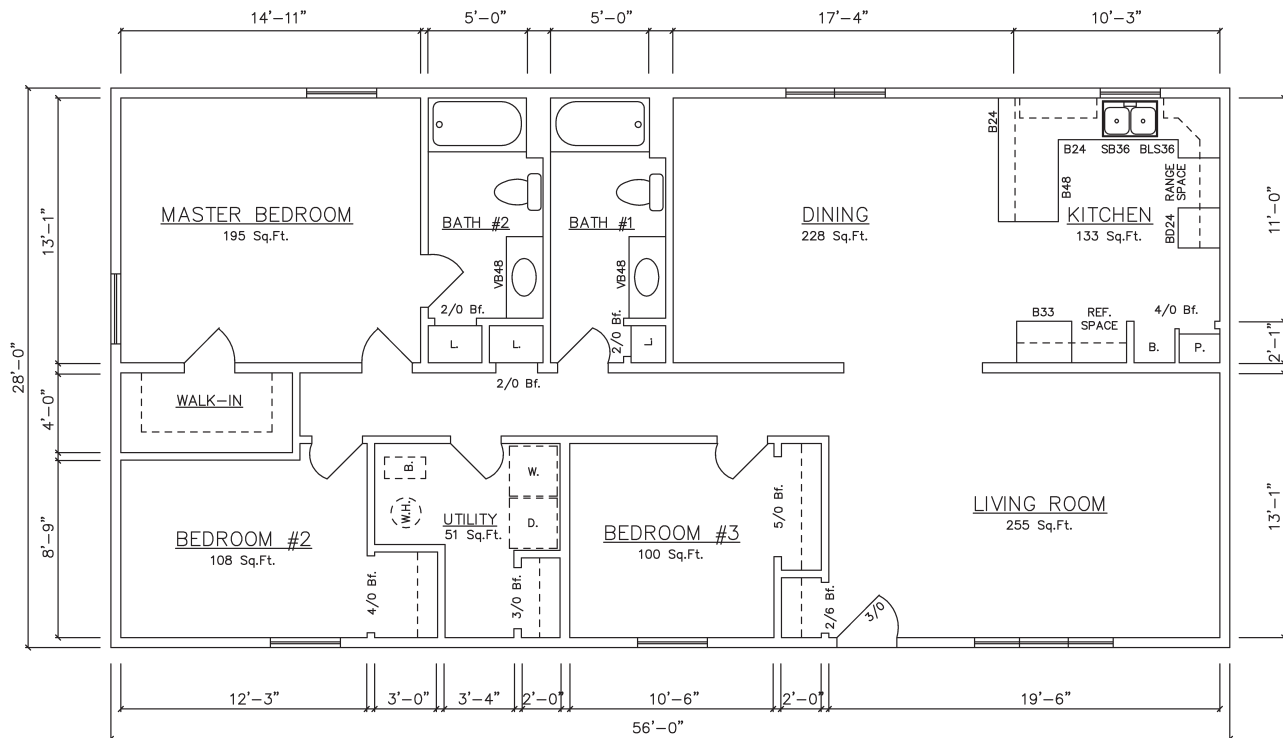 14'-11" 5'-0" 5'-0" 17'-4" 10'-3"
B24
B24 SB36 BLS36
B48
RANGE
SPACE
BD24
MASTER BEDROOM
195 Sq.Ft.
BATH #2
BATH #1
DINING
228 Sq.Ft.
KITCHEN
133 Sq.Ft.
13'-1"
11'-0"
VB48
VB48
2/0 Bf.
2/0 Bf.
L.
L.
L.
2/0 Bf.
B33
REF.
SPACE
4/0 Bf.
B.
P.
2'-1"
28'-0"
4'-0"
WALK-IN
B.
W.
W.H.
UTILITY
51 Sq.Ft.
D.
8'-9"
BEDROOM #2
108 Sq.Ft.
BEDROOM #3
100 Sq.Ft.
5/0 Bf.
LIVING ROOM
255 Sq.Ft.
13'-1"
4/0 Bf.
3/0 Bf.
2/6 Bf.
3/0
12'-3" 3'-0" 3'-4" 2'-0" 10'-6" 2'-0" 19'-6"
56'-0"